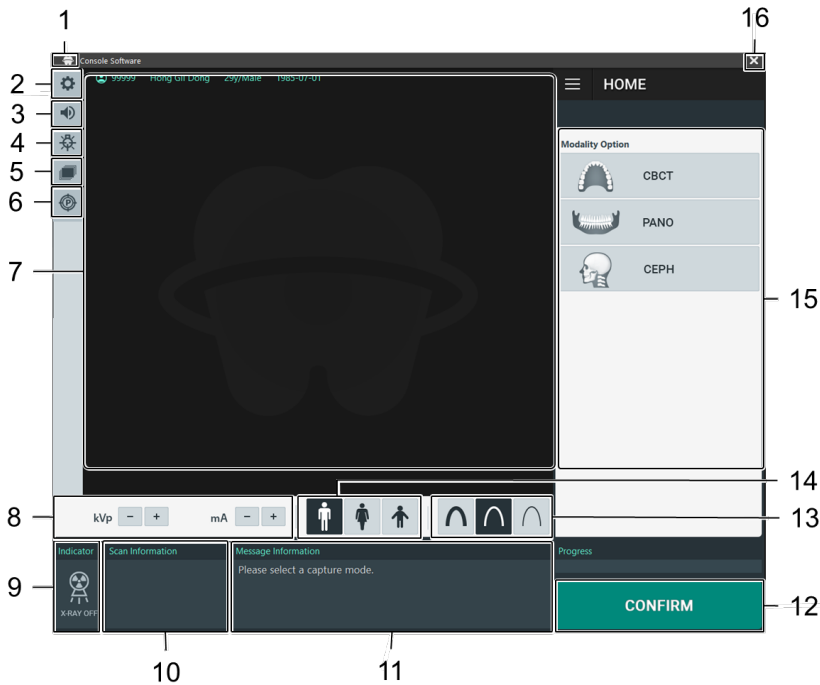 1
16
Console Software
2
99999 Hong Gil Dong 29y/Male 1985-07-01
HOME
3
4
Modality Option
5
CBCT
6
P
PANO
7
CEPH
15
14
8
kVp - +
mA - +
13
Indicator
Scan Information
Message Information
Progress
Please select a capture mode.
9
X-RAY OFF
CONFIRM
12
10
11